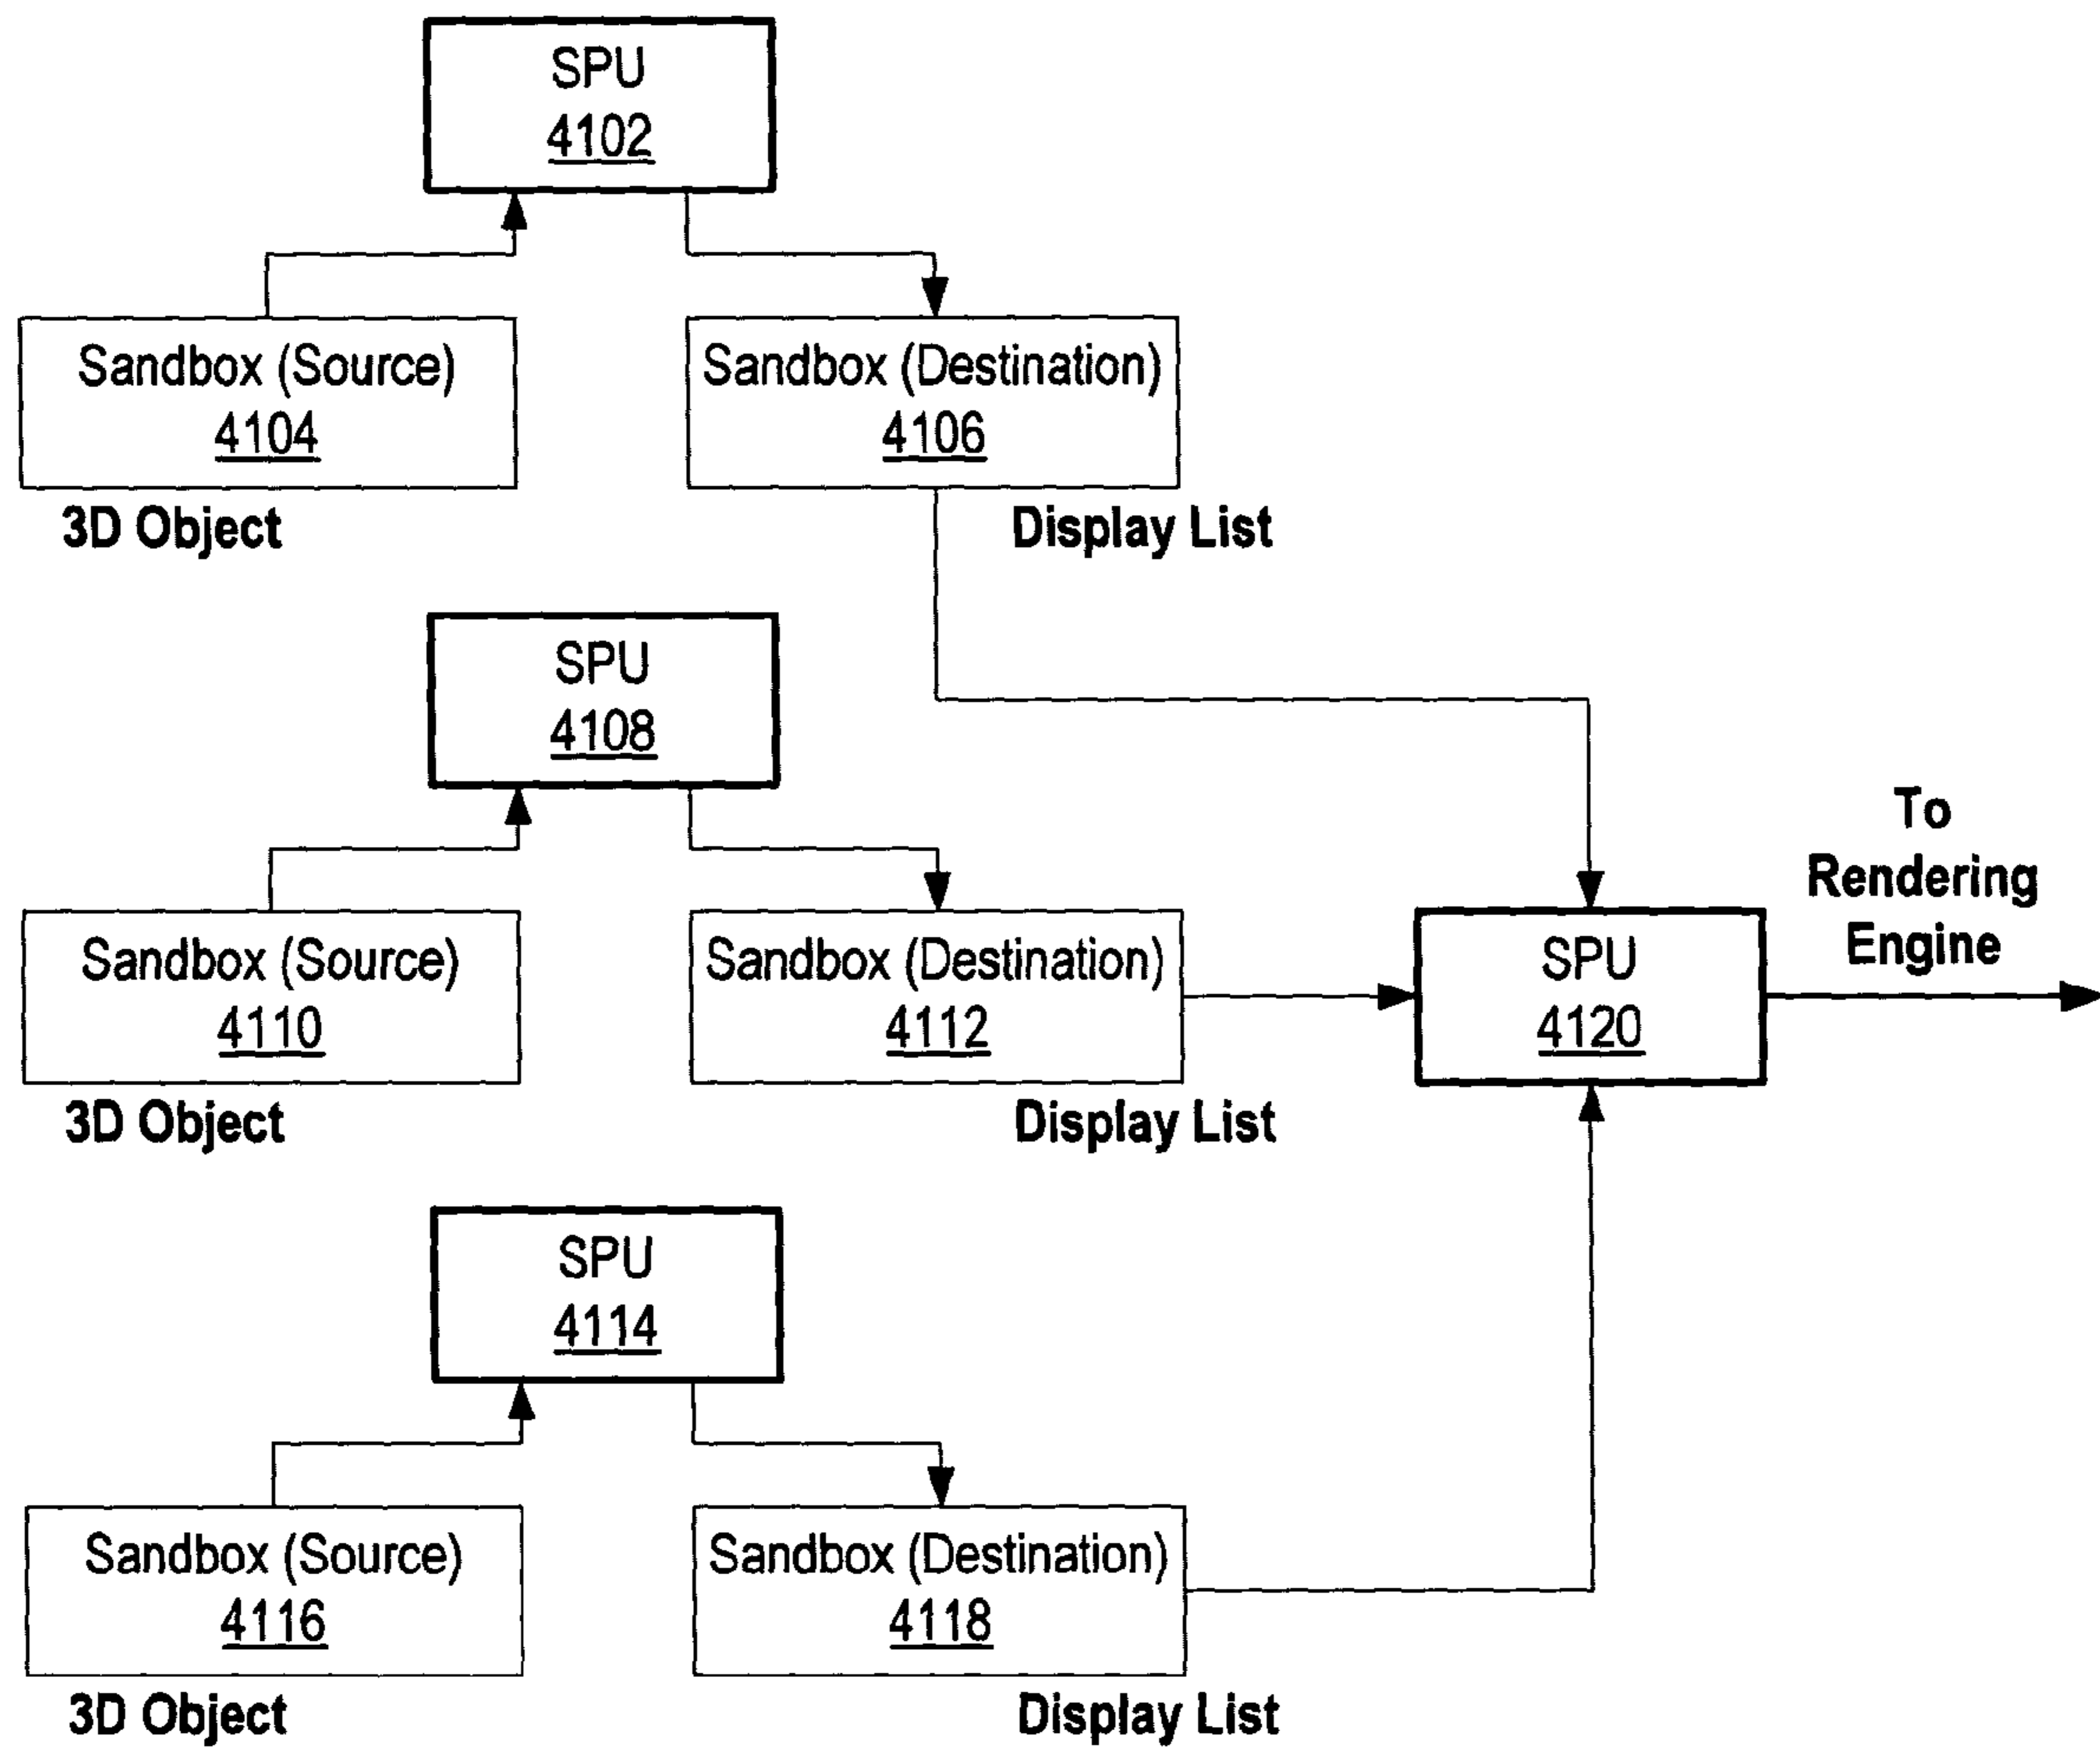 SPU
4102
Sandbox (Source)
4104
Sandbox (Destination)
4106
3D Object
Display List
SPU
4108
To
Rendering
Engine
Sandbox (Source)
4110
Sandbox (Destination)
4112
SPU
4120
3D Object
Display List
SPU
4114
Sandbox (Source)
4116
Sandbox (Destination)
4118
3D Object
Display List